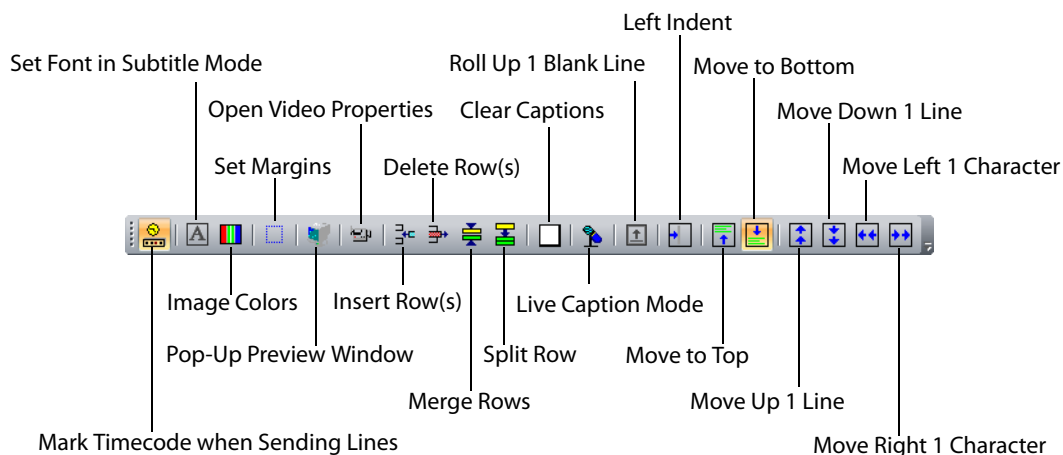 Left Indent
Set Font in Subtitle Mode
Roll Up 1 Blank Line
Move to Bottom
Open Video Properties
Clear Captions
Move Down 1 Line
Set Margins
Delete Row(s)
Move Left 1 Character
A
Image Colors
Insert Row(s)
Live Caption Mode
Pop-Up Preview Window
Split Row
Move to Top
Merge Rows
Move Up 1 Line
Mark Timecode when Sending Lines
Move Right 1 Character